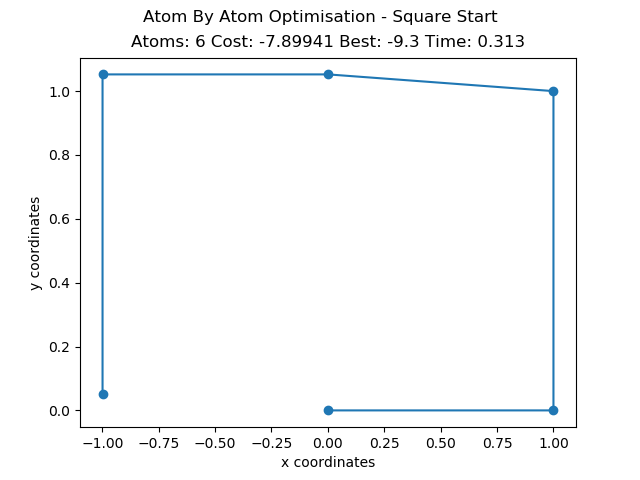 Atom By Atom Optimisation - Square Start
Atoms: 6 Cost: -7.89941 Best: -9.3 Time: 0.313
1.0
0.8
0.6
0.4
0.2
0.0
y coordinates
−1.00 −0.75 −0.50 −0.25 0.00 0.25 0.50 0.75 1.00
x coordinates